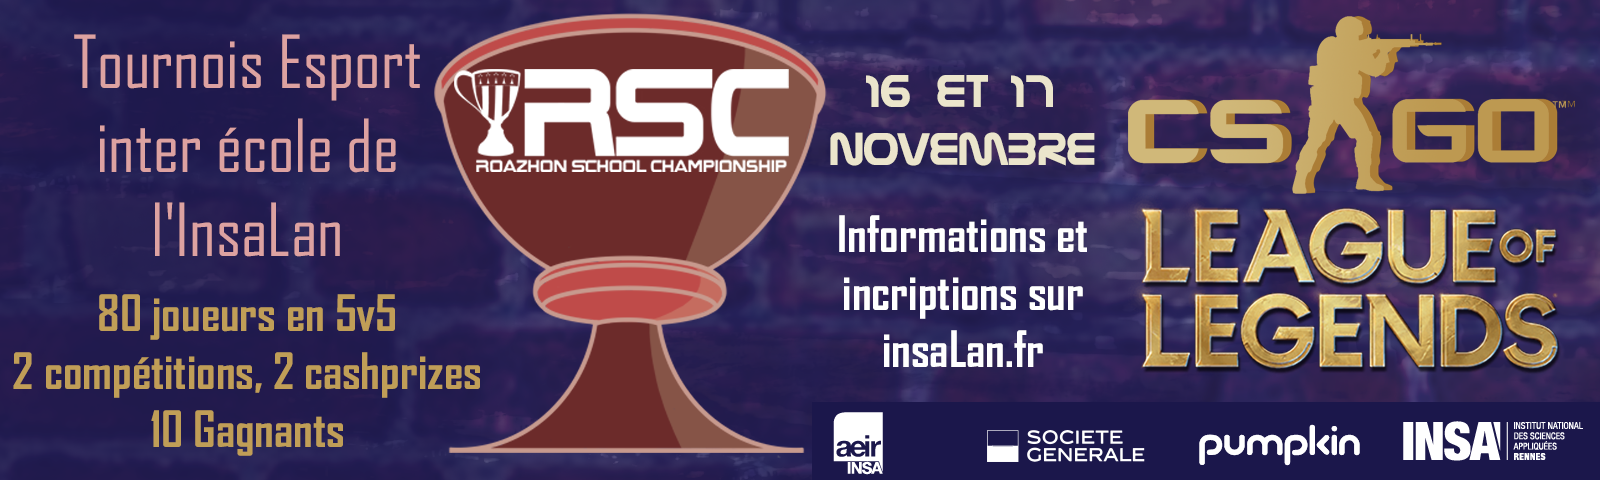 Tournois Esport
inter école de
l'InsaLan
80 joueurs en 5v5
2 compétitions, 2 cashprizes
10 Gagnants
RSC
ROAZHON SCHOOL CHAMPIONSHIP
16 ET 17
NOVEMBRE
Informations et
incriptions sur
insaLan.fr
CS GO™
LEAGUE OF
LEGENDS
aeir
INSA
SOCIETE
GENERALE
pumpkin
INSA
INSTITUT NATIONAL
DES SCIENCES
APPLIQUÉES
RENNES